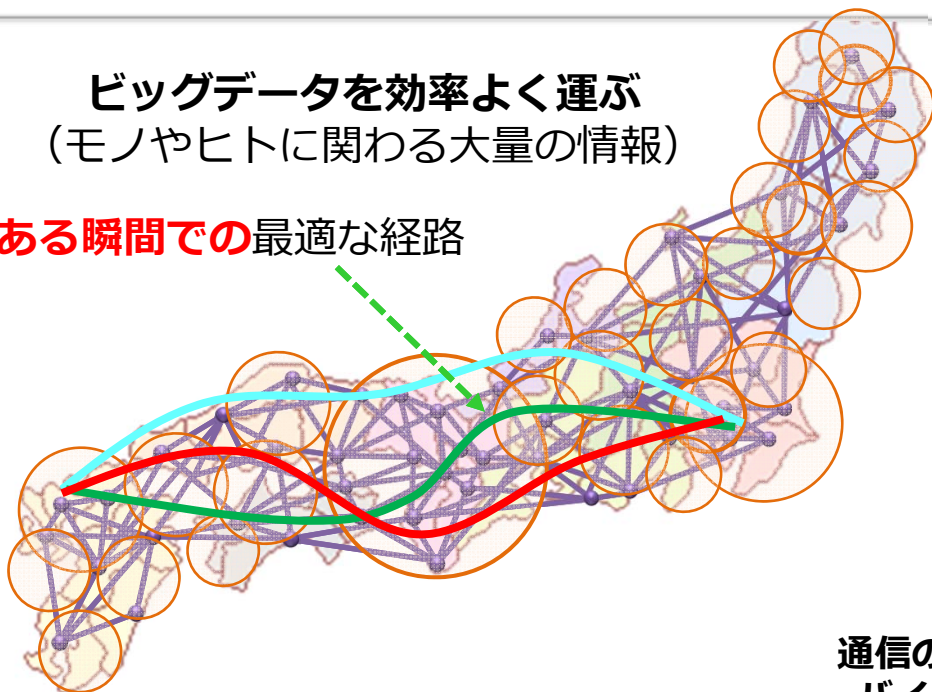 ビッグデータを効率よく運ぶ
（モノやヒトに関わる大量の情報）
ある瞬間での最適な経路
通信の